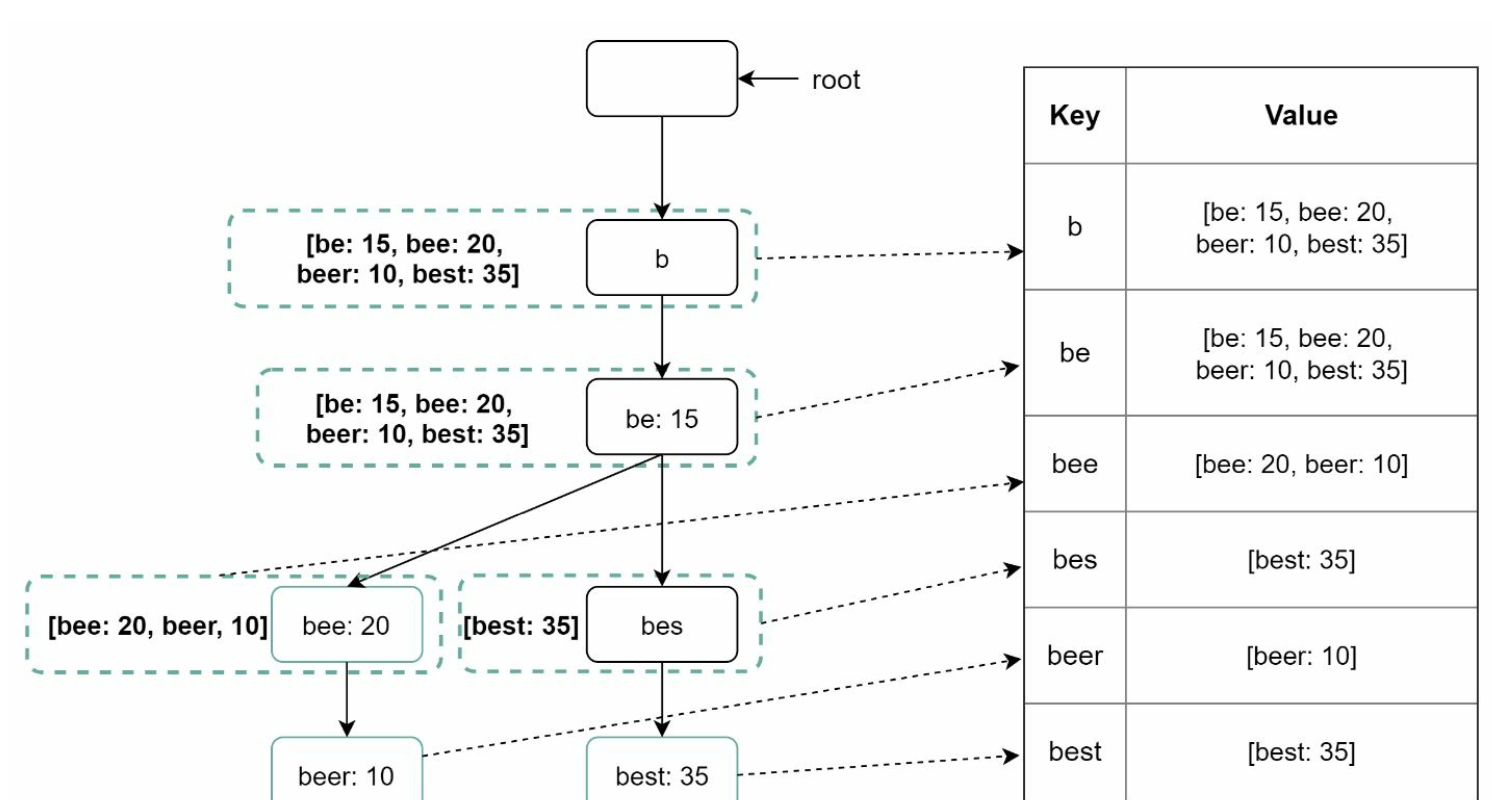 root
[be: 15, bee: 20,
beer: 10, best: 35]
b
[be: 15, bee: 20,
beer: 10, best: 35]
be: 15
[bee: 20, beer, 10]
bee: 20
[best: 35]
bes
beer: 10
best: 35
Key
Value
b
[be: 15, bee: 20,
beer: 10, best: 35]
be
[be: 15, bee: 20,
beer: 10, best: 35]
bee
[bee: 20, beer: 10]
bes
[best: 35]
beer
[beer: 10]
best
[best: 35]